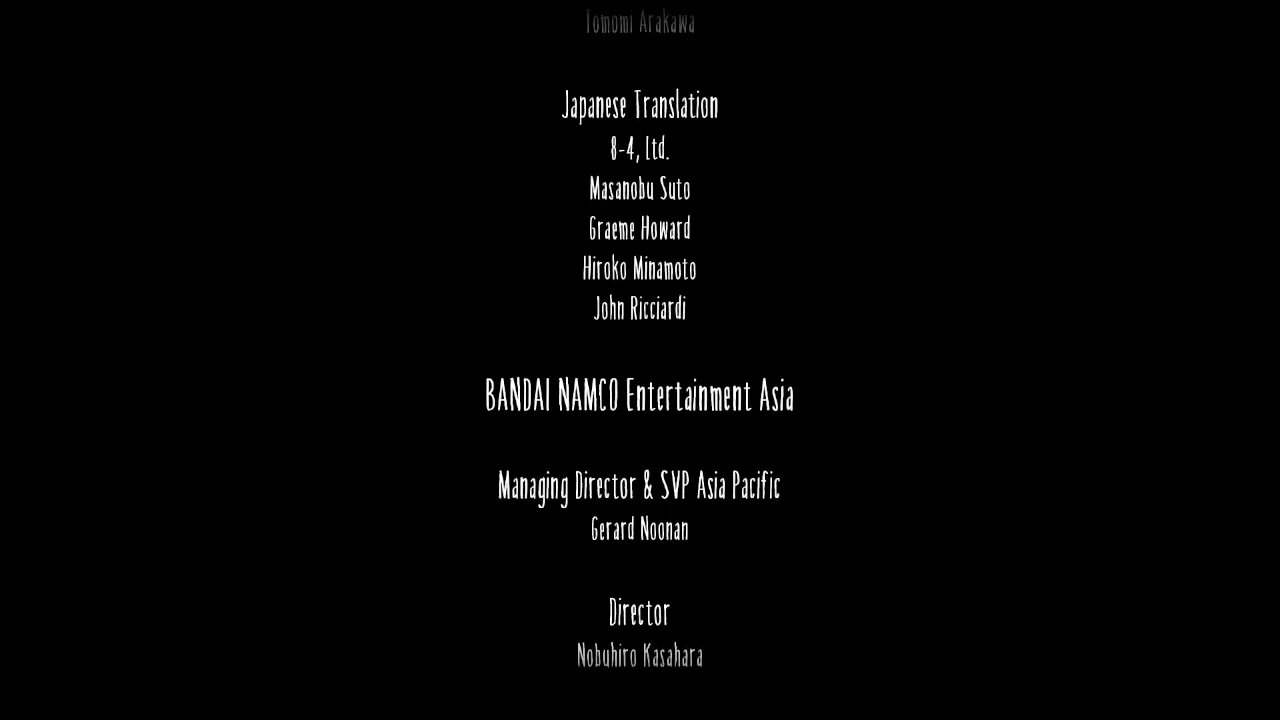 Tomomi Arakawa
Japanese Translation
8-4, Ltd.
Masanobu Suto
Graeme Howard
Hiroko Minamoto
John Ricciardi
BANDAI NAMCO Entertainment Asia
Managing Director & SVP Asia Pacific
Gerard Noonan
Director
Nobuhiro Kasahara